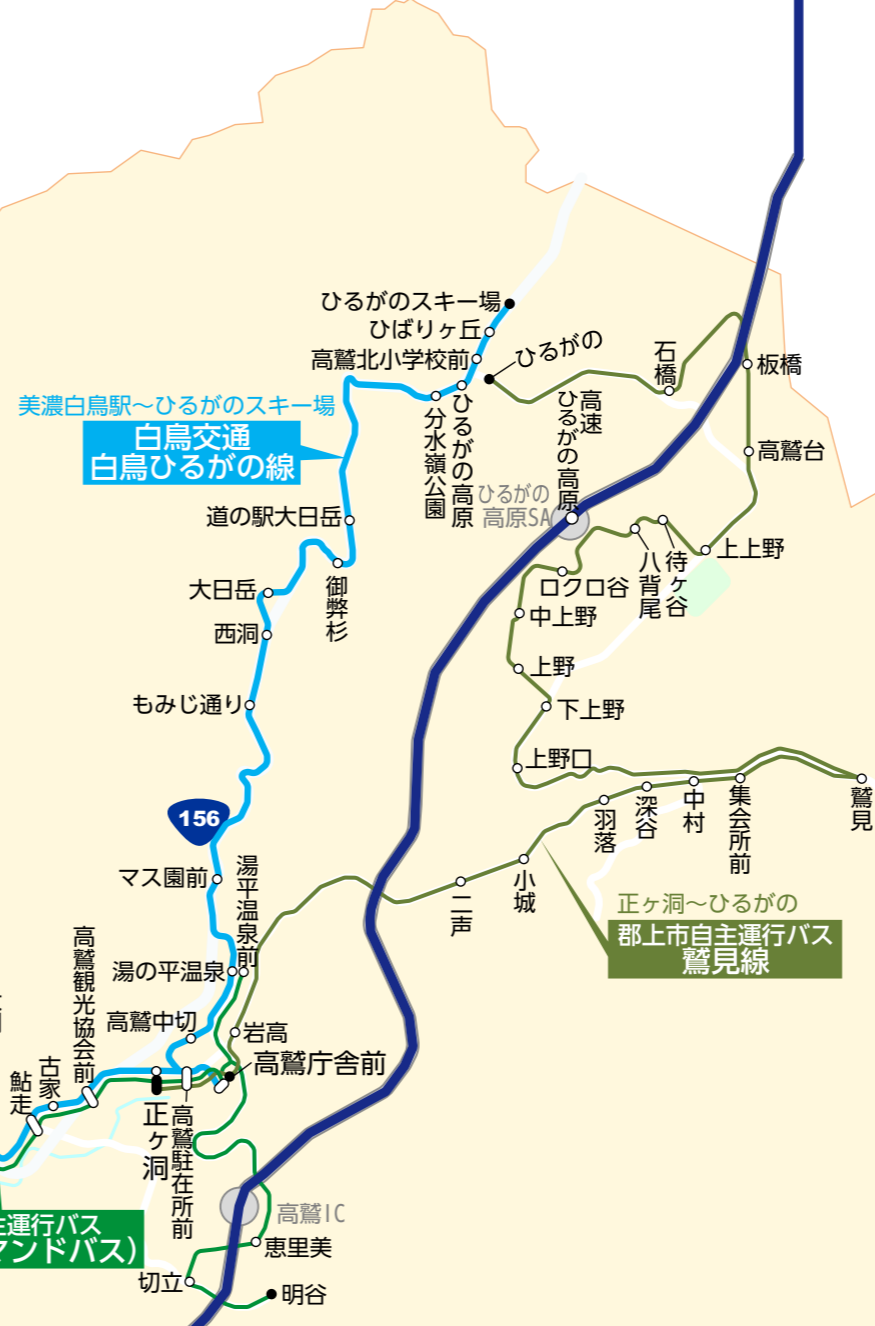 ひるがのスキー場
ひばりヶ丘
高鷲北小学校前
ひるがの
石橋
板橋
美濃白鳥駅～ひるがのスキー場
白鳥交通
白鳥ひるがの線
分水嶺公園
ひるがの高原
高速
ひるがの高原
高鷲台
ひるがの
高原SA
道の駅大日岳
上上野
待ヶ谷
八背尾
ロクロ谷
御弊杉
大日岳
中上野
西洞
上野
もみじ通り
下上野
上野口
156
鷲見
集会所前
中村
深谷
羽落
小城
二声
マス園前
湯平温泉前
正ヶ洞～ひるがの
郡上市自主運行バス
鷲見線
高鷲観光協会前
湯の平温泉
高鷲中切
岩高
高鷲庁舎前
古家
鮎走
正ヶ洞
高鷲駐在所前
高鷲IC
運行バス
マンドバス）
恵里美
切立
明谷